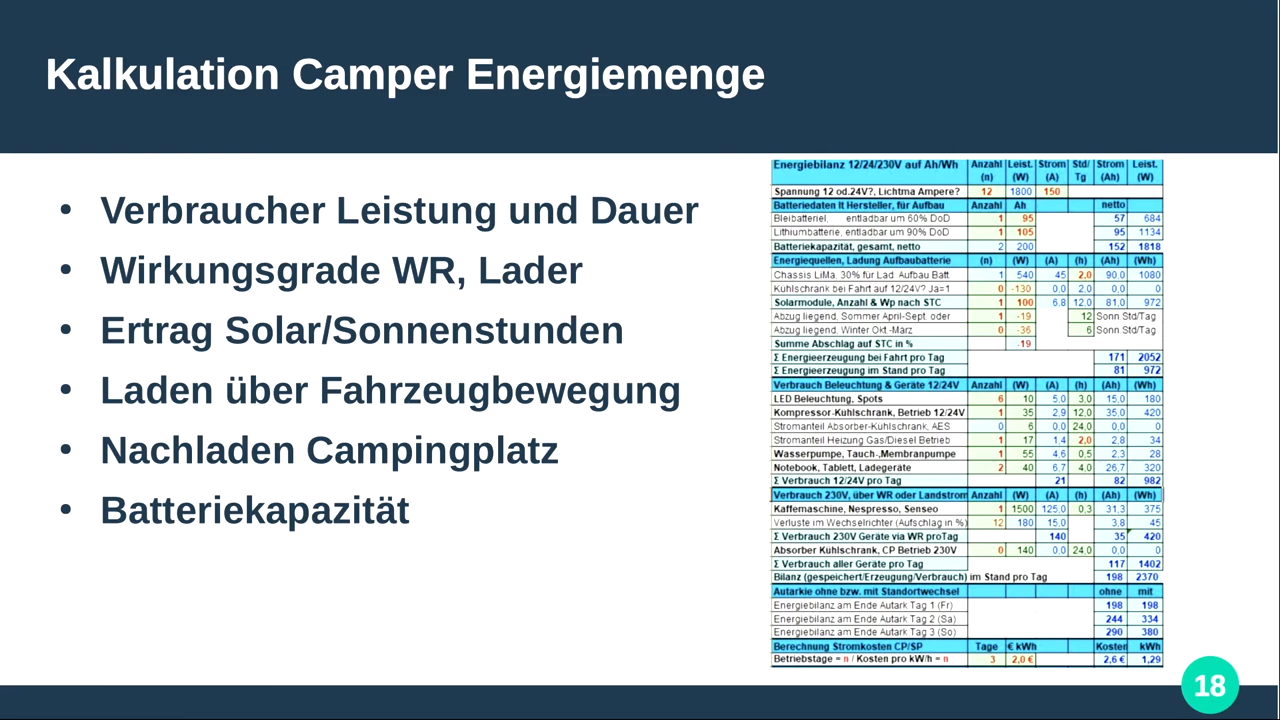 Kalkulation Camper Energiemenge
• Verbraucher Leistung und Dauer
• Wirkungsgrade WR, Lader
• Ertrag Solar/Sonnenstunden
• Laden über Fahrzeugbewegung
• Nachladen Campingplatz
• Batteriekapazität
Energiebilanz 12/24/230V auf Ah/Wh Anzahl Leist. Strom Std/ Strom Leist.
(n) (W) (A) Tg (Ah) (W)
Spannung 12 od.24V?, Lichtma Ampere? 12 1800 150
Batteriedaten lt Hersteller, für Aufbau Anzahl Ah netto
Bleibatterie!, entladbar um 60% DoD 1 95 57 684
Lithiumbatterie, entladbar um 90% DoD 1 105 95 1134
Batteriekapazität, gesamt, netto 2 200 152 1818
Energiequellen, Ladung Aufbaubatterie (n) (W) (A) (h) (Ah) (Wh)
Chassis LiMa, 30% für Lad. Aufbau Batt. 1 540 45 2,0 90,0 1080
Kühlschrank bei Fahrt auf 12/24V? Ja=1 0 -130 0,0 2,0 0,0 0
Solarmodule, Anzahl & Wp nach STC 1 100 6,8 12,0 81,0 972
Abzug liegend, Sommer April-Sept. oder 1 -19 12 Sonn Std/Tag
Abzug liegend, Winter Okt.-März 0 -36 6 Sonn.Std/Tag
Summe Abschlag auf STC in % -19
Σ Energieerzeugung bei Fahrt pro Tag 171 2052
Σ Energieerzeugung im Stand pro Tag 81 972
Verbrauch Beleuchtung & Geräte 12/24V Anzahl (W) (A) (h) (Ah) (Wh)
LED Beleuchtung, Spots 6 10 5,0 3,0 15,0 180
Kompressor-Kühlschrank, Betrieb 12/24V 1 35 2,9 12,0 35,0 420
Stromanteil Absorber-Kühlschrank, AES 0 6 0,0 24,0 0,0 0
Stromanteil Heizung Gas/Diesel Betrieb 1 17 1,4 2,0 2,8 34
Wasserpumpe, Tauch-,Membranpumpe 1 55 4,6 0,5 2,3 28
Notebook, Tablett, Ladegeräte 2 40 6,7 4,0 26,7 320
Σ Verbrauch 12/24V pro Tag 21 82 982
Verbrauch 230V, über WR oder Landstrom Anzahl (W) (A) (h) (Ah) (Wh)
Kaffemaschine, Nespresso, Senseo 1 1500 125,0 0,3 31,3 375
Verluste im Wechselrichter (Aufschlag in %) 12 180 15,0 3,8 45
Σ Verbrauch 230V Geräte via WR proTag 140 35 420
Absorber Kühlschrank, CP Betrieb 230V 0 140 0,0 24,0 0,0 0
Σ Verbrauch aller Geräte pro Tag 117 1402
Bilanz (gespeichert/Erzeugung/Verbrauch) im Stand pro Tag 198 2370
Autarkie ohne bzw. mit Standortwechsel ohne mit
Energiebilanz am Ende Autark Tag 1 (Fr) 198 198
Energiebilanz am Ende Autark Tag 2 (Sa) 244 334
Energiebilanz am Ende Autark Tag 3 (So) 290 380
Berechnung Stromkosten CP/SP Tage € kWh Kosten kWh
Betriebstage = n / Kosten pro kW/h = n 3 2,0 € 2,6 € 1,29
18